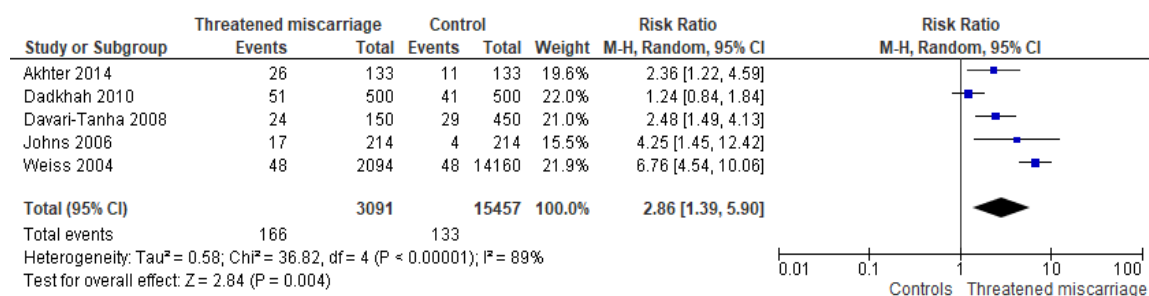 Threatened miscarriage Control Risk Ratio Risk Ratio
Study or Subgroup Events Total Events Total Weight M-H, Random, 95% CI M-H, Random, 95% CI
Akhter 2014 26 133 11 133 19.6% 2.36 [1.22, 4.59]
Dadkhah 2010 51 500 41 500 22.0% 1.24 [0.84, 1.84]
Davari-Tanha 2008 24 150 29 450 21.0% 2.48 [1.49, 4.13]
Johns 2006 17 214 4 214 15.5% 4.25 [1.45, 12.42]
Weiss 2004 48 2094 48 14160 21.9% 6.76 [4.54, 10.06]
Total (95% CI) 3091 15457 100.0% 2.86 [1.39, 5.90]
Total events 166 133
Heterogeneity: Tau² = 0.58; Chi² = 36.82, df = 4 (P < 0.00001); I² = 89%
Test for overall effect: Z = 2.84 (P = 0.004)
0.01 0.1 1 10 100
Controls Threatened miscarriage